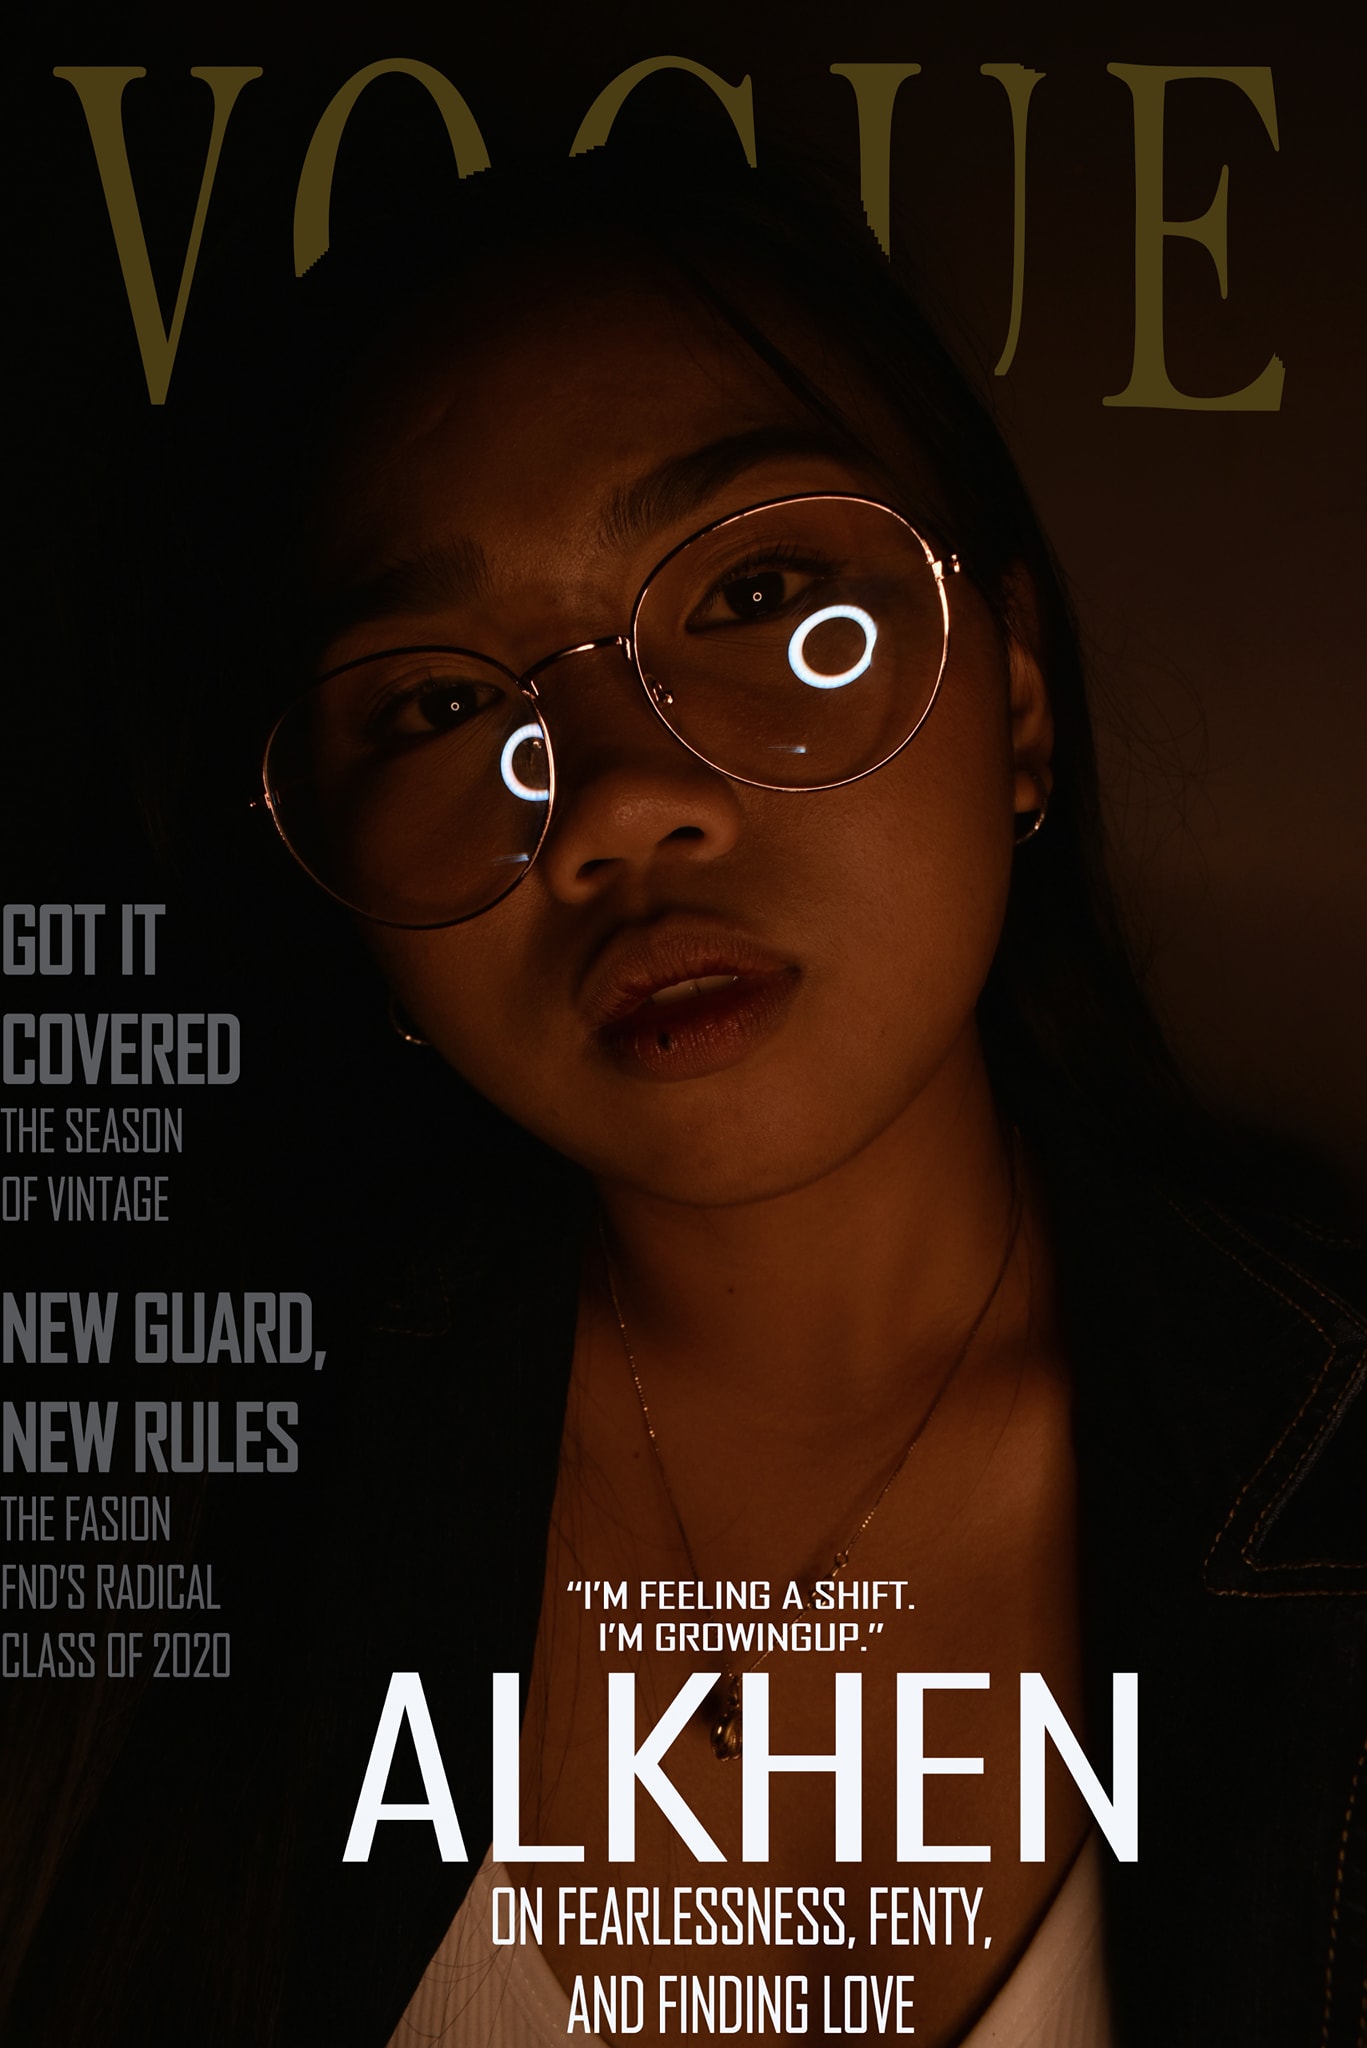 VOGUE
GOT IT
COVERED
THE SEASON
OF VINTAGE
NEW GUARD,
NEW RULES
THE FASION
FND'S RADICAL
CLASS OF 2020
“I'M FEELING A SHIFT.
I'M GROWINGUP.”
ALKHEN
ON FEARLESSNESS, FENTY,
AND FINDING LOVE